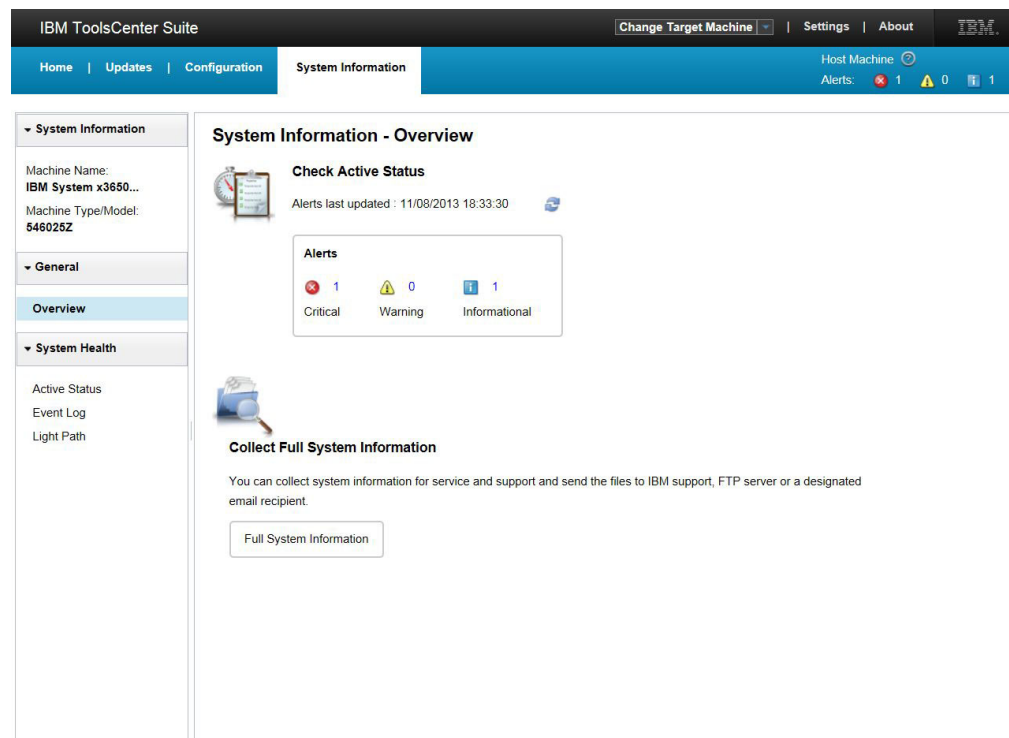 IBM ToolsCenter Suite
Change Target Machine | Settings | About
IBM.
Home | Updates | Configuration
System Information
Host Machine ?
Alerts: 1 0 1
System Information
Machine Name:
IBM System x3650...
Machine Type/Model:
546025Z
General
Overview
System Health
Active Status
Event Log
Light Path
System Information - Overview
Check Active Status
Alerts last updated : 11/08/2013 18:33:30
Alerts
1 0 1
Critical Warning Informational
Collect Full System Information
You can collect system information for service and support and send the files to IBM support, FTP server or a designated
email recipient.
Full System Information